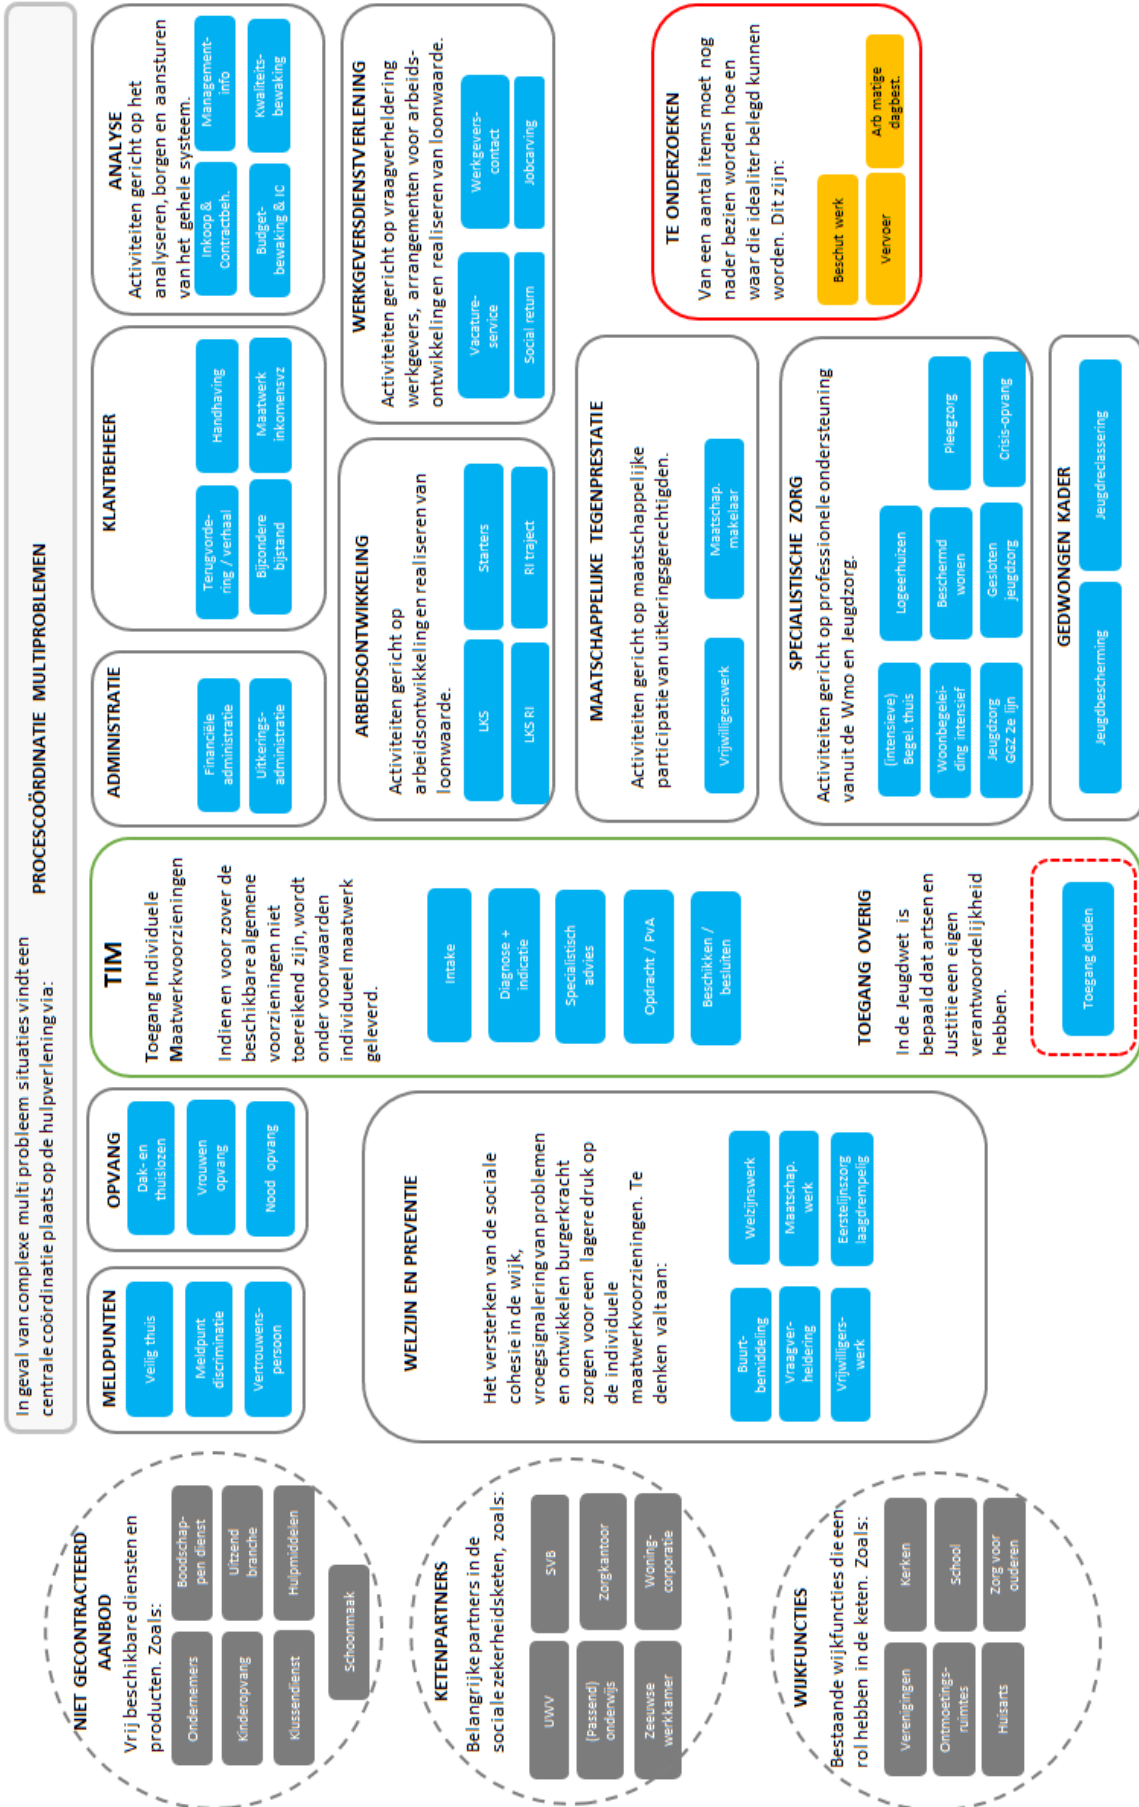 In geval van complexe multi probleem situaties vindt een
centrale coördinatie plaats op de hulpverlening via:
PROCESCOÖRDINATIE MULTIPROBLEMEN
NIET GECONTRACTEERD
AANBOD
Vrij beschikbare diensten en
producten. Zoals:
Ondernemers
Boodschap-
pen dienst
Kinderopvang
Uitzend
branche
Klussendienst
Hulpmiddelen
Schoonmaak
KETENPARTNERS
Belangrijke partners in de
sociale zekerheidsketen, zoals:
UWV
SVB
(Passend)
onderwijs
Zorgkantoor
Zeeuwse
werkkamer
Woning-
corporatie
WIJKFUNCTIES
Bestaande wijkfuncties die een
rol hebben in de keten. Zoals:
Verenigingen
Kerken
Ontmoetings-
ruimtes
School
Huisarts
Zorg voor
ouderen
MELDPUNTEN
Veilig thuis
Meldpunt
discriminatie
Vertrouwens-
persoon
OPVANG
Dak- en
thuislozen
Vrouwen
opvang
Nood opvang
WELZIJN EN PREVENTIE
Het versterken van de sociale
cohesie in de wijk,
vroegsignalering van problemen
en ontwikkelen burgerkracht
zorgen voor een lagere druk op
de individuele
maatwerkvoorzieningen. Te
denken valt aan:
Buurt-
bemiddeling
Welzijnswerk
Vraagver-
heldering
Maatschap.
werk
Vrijwilligers-
werk
Eerstelijnszorg
laagdrempelig
TIM
Toegang Individuele
Maatwerkvoorzieningen
Indien en voor zover de
beschikbare algemene
voorzieningen niet
toereikend zijn, wordt
onder voorwaarden
individueel maatwerk
geleverd.
Intake
Diagnose +
indicatie
Specialistisch
advies
Opdracht / PvA
Beschikken /
besluiten
TOEGANG OVERIG
In de Jeugdwet is
bepaald dat artsen en
Justitie een eigen
verantwoordelijkheid
hebben.
Toegang derden
ADMINISTRATIE
Financiële
administratie
Uitkerings-
administratie
KLANTBEHEER
Terugvorde-
ring / verhaal
Handhaving
Bijzondere
bijstand
Maatwerk
inkomensvz
ANALYSE
Activiteiten gericht op het
analyseren, borgen en aansturen
van het gehele systeem.
Inkoop &
Contractbeh.
Management-
info
Budget-
bewaking & IC
Kwaliteits-
bewaking
ARBEIDSONTWIKKELING
Activiteiten gericht op
arbeidsontwikkeling en realiseren van
loonwaarde.
LKS
Starters
LKS RI
RI traject
WERKGEVERSDIENSTVERLENING
Activiteiten gericht op vraagverheldering
werkgevers, arrangementen voor arbeids-
ontwikkeling en realiseren van loonwaarde.
Vacature-
service
Werkgevers-
contact
Social return
Jobcarving
MAATSCHAPPELIJKE TEGENPRESTATIE
Activiteiten gericht op maatschappelijke
participatie van uitkeringsgerechtigden.
Vrijwilligerswerk
Maatschap.
makelaar
TE ONDERZOEKEN
Van een aantal items moet nog
nader bezien worden hoe en
waar die idealiter belegd kunnen
worden. Dit zijn:
Beschut werk
Vervoer
Arb matige
dagbest.
SPECIALISTISCHE ZORG
Activiteiten gericht op professionele ondersteuning
vanuit de Wmo en Jeugdzorg.
(intensieve)
Begel. thuis
Logeerhuizen
Woonbegelei-
ding intensief
Beschermd
wonen
Pleegzorg
Jeugdzorg
GGZ 2e lijn
Gesloten
jeugdzorg
Crisis-opvang
GEDWONGEN KADER
Jeugdbescherming
Jeugdreclassering